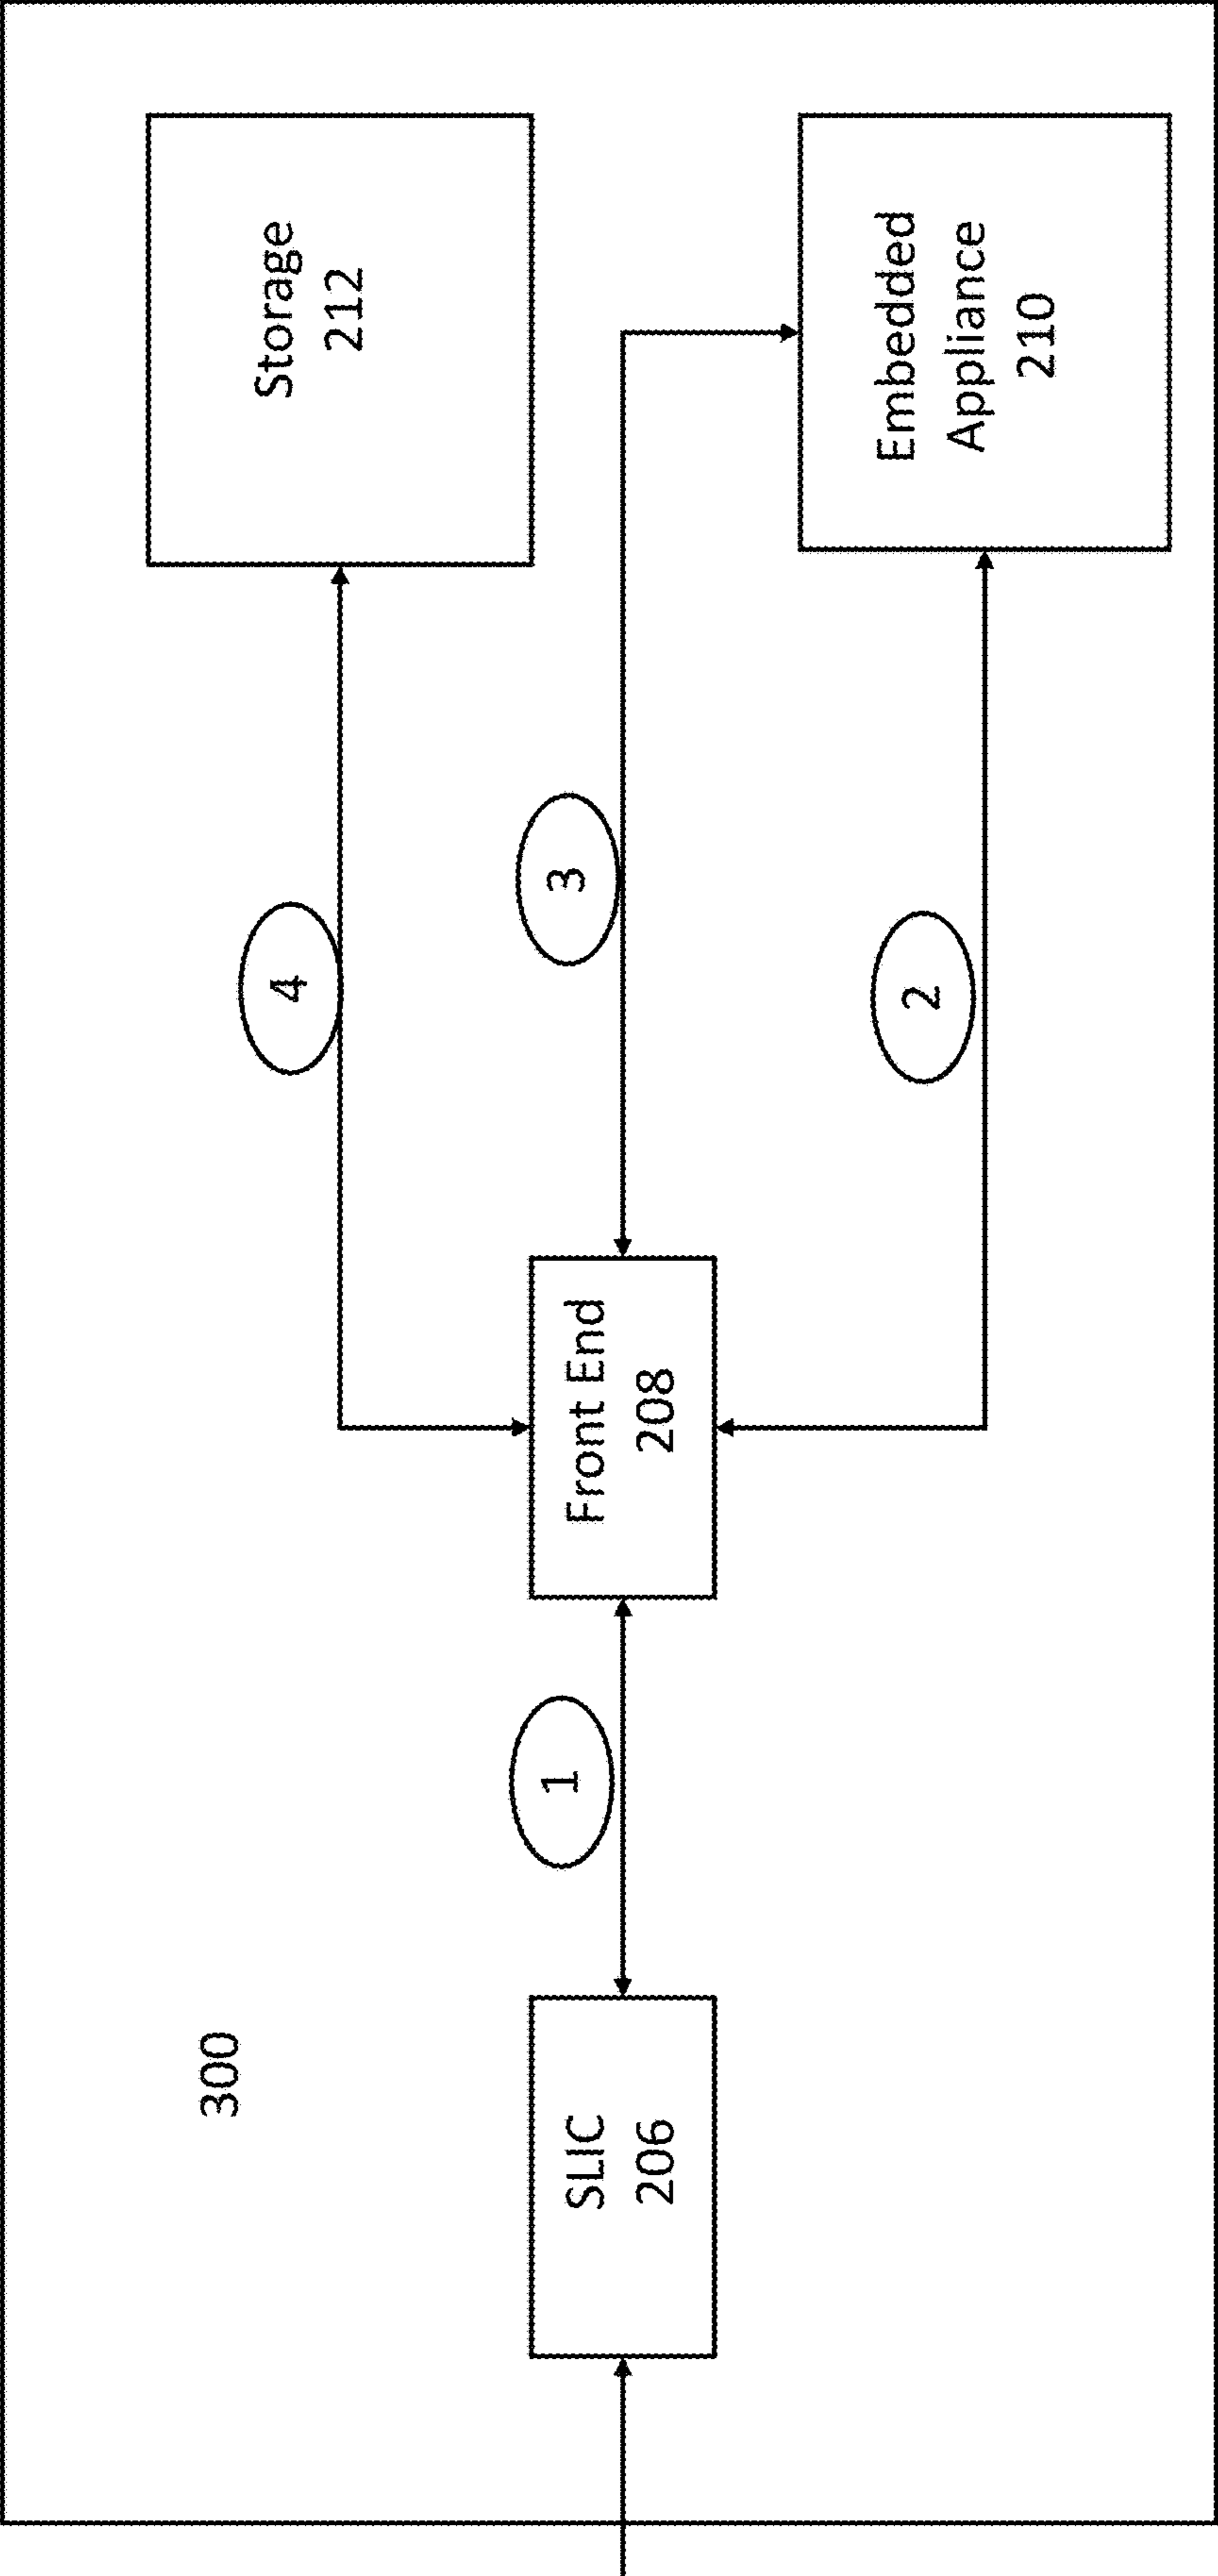 300
SLIC
206
1
Front End
208
4
3
2
Storage
212
Embedded
Appliance
210